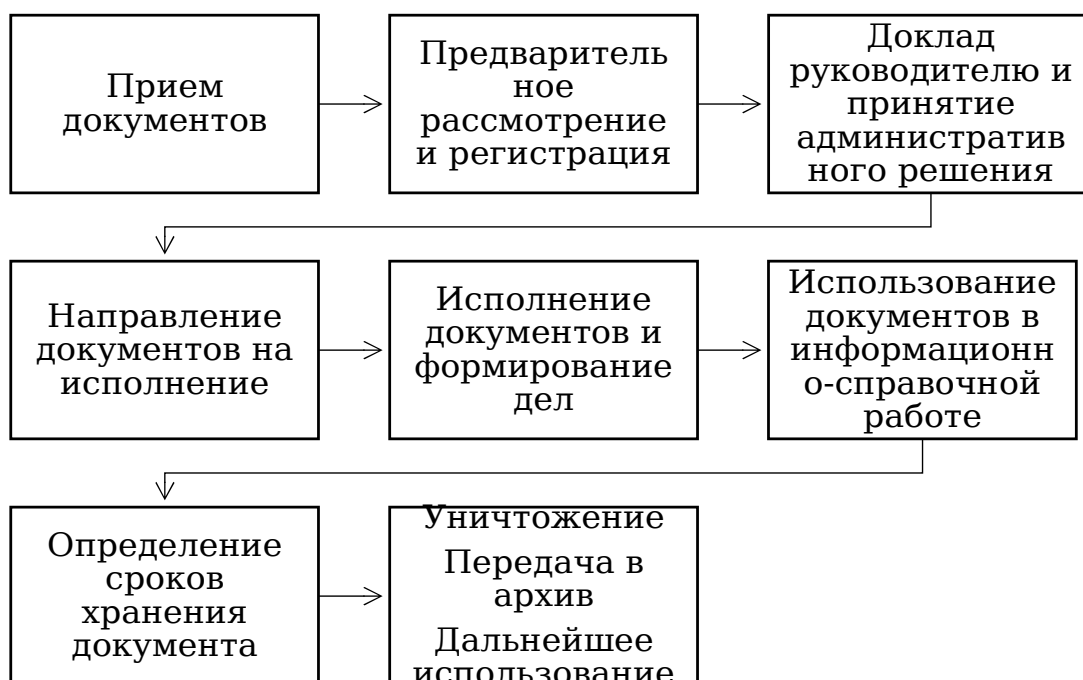 Прием
документов
Предваритель
ное
рассмотрение
и регистрация
Доклад
руководителю и
принятие
административ
ного решения
Направление
документов на
исполнение
Исполнение
документов и
формирование
дел
Использование
документов в
информационн
о-справочной
работе
Определение
сроков
хранения
документа
Уничтожение
Передача в
архив
Дальнейшее
использование